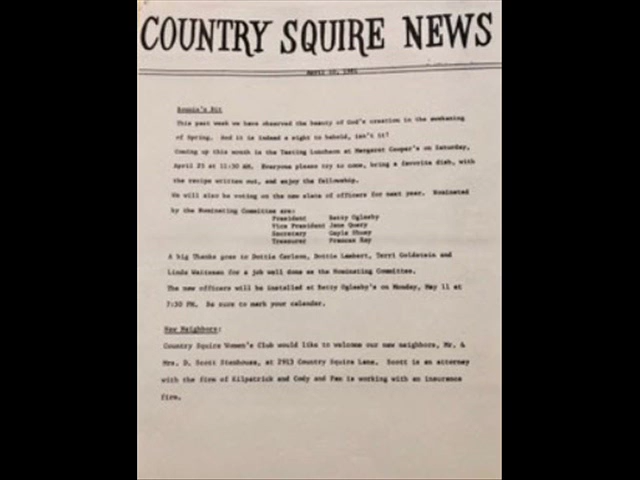 COUNTRY SQUIRE NEWS
April 10, 1981
Bonnie's Bit
This past week we have observed the beauty of God's creation in the awakening
of Spring. And it is indeed a sight to behold, isn't it?
Coming up this month is the Tasting Luncheon at Margaret Cooper's on Saturday,
April 25 at 11:30 AM. Everyone please try to come, bring a favorite dish, with
the recipe written out, and enjoy the fellowship.
We will also be voting on the new slate of officers for next year. Nominated
by the Nominating Committee are:
President Betty Oglesby
Vice President Jane Query
Secretary Gayle Shuey
Treasurer Frances Ray
A big Thanks goes to Dottie Carlson, Dottie Lambert, Terri Goldstein and
Linda Waitzman for a job well done as the Nominating Committee.
The new officers will be installed at Betty Oglesby's on Monday, May 11 at
7:30 PM. Be sure to mark your calendar.
New Neighbors:
Country Squire Women's Club would like to welcome our new neighbors, Mr. &
Mrs. D. Scott Stenhouse, at 2913 Country Squire Lane. Scott is an attorney
with the firm of Kilpatrick and Cody and Pam is working with an insurance
firm.